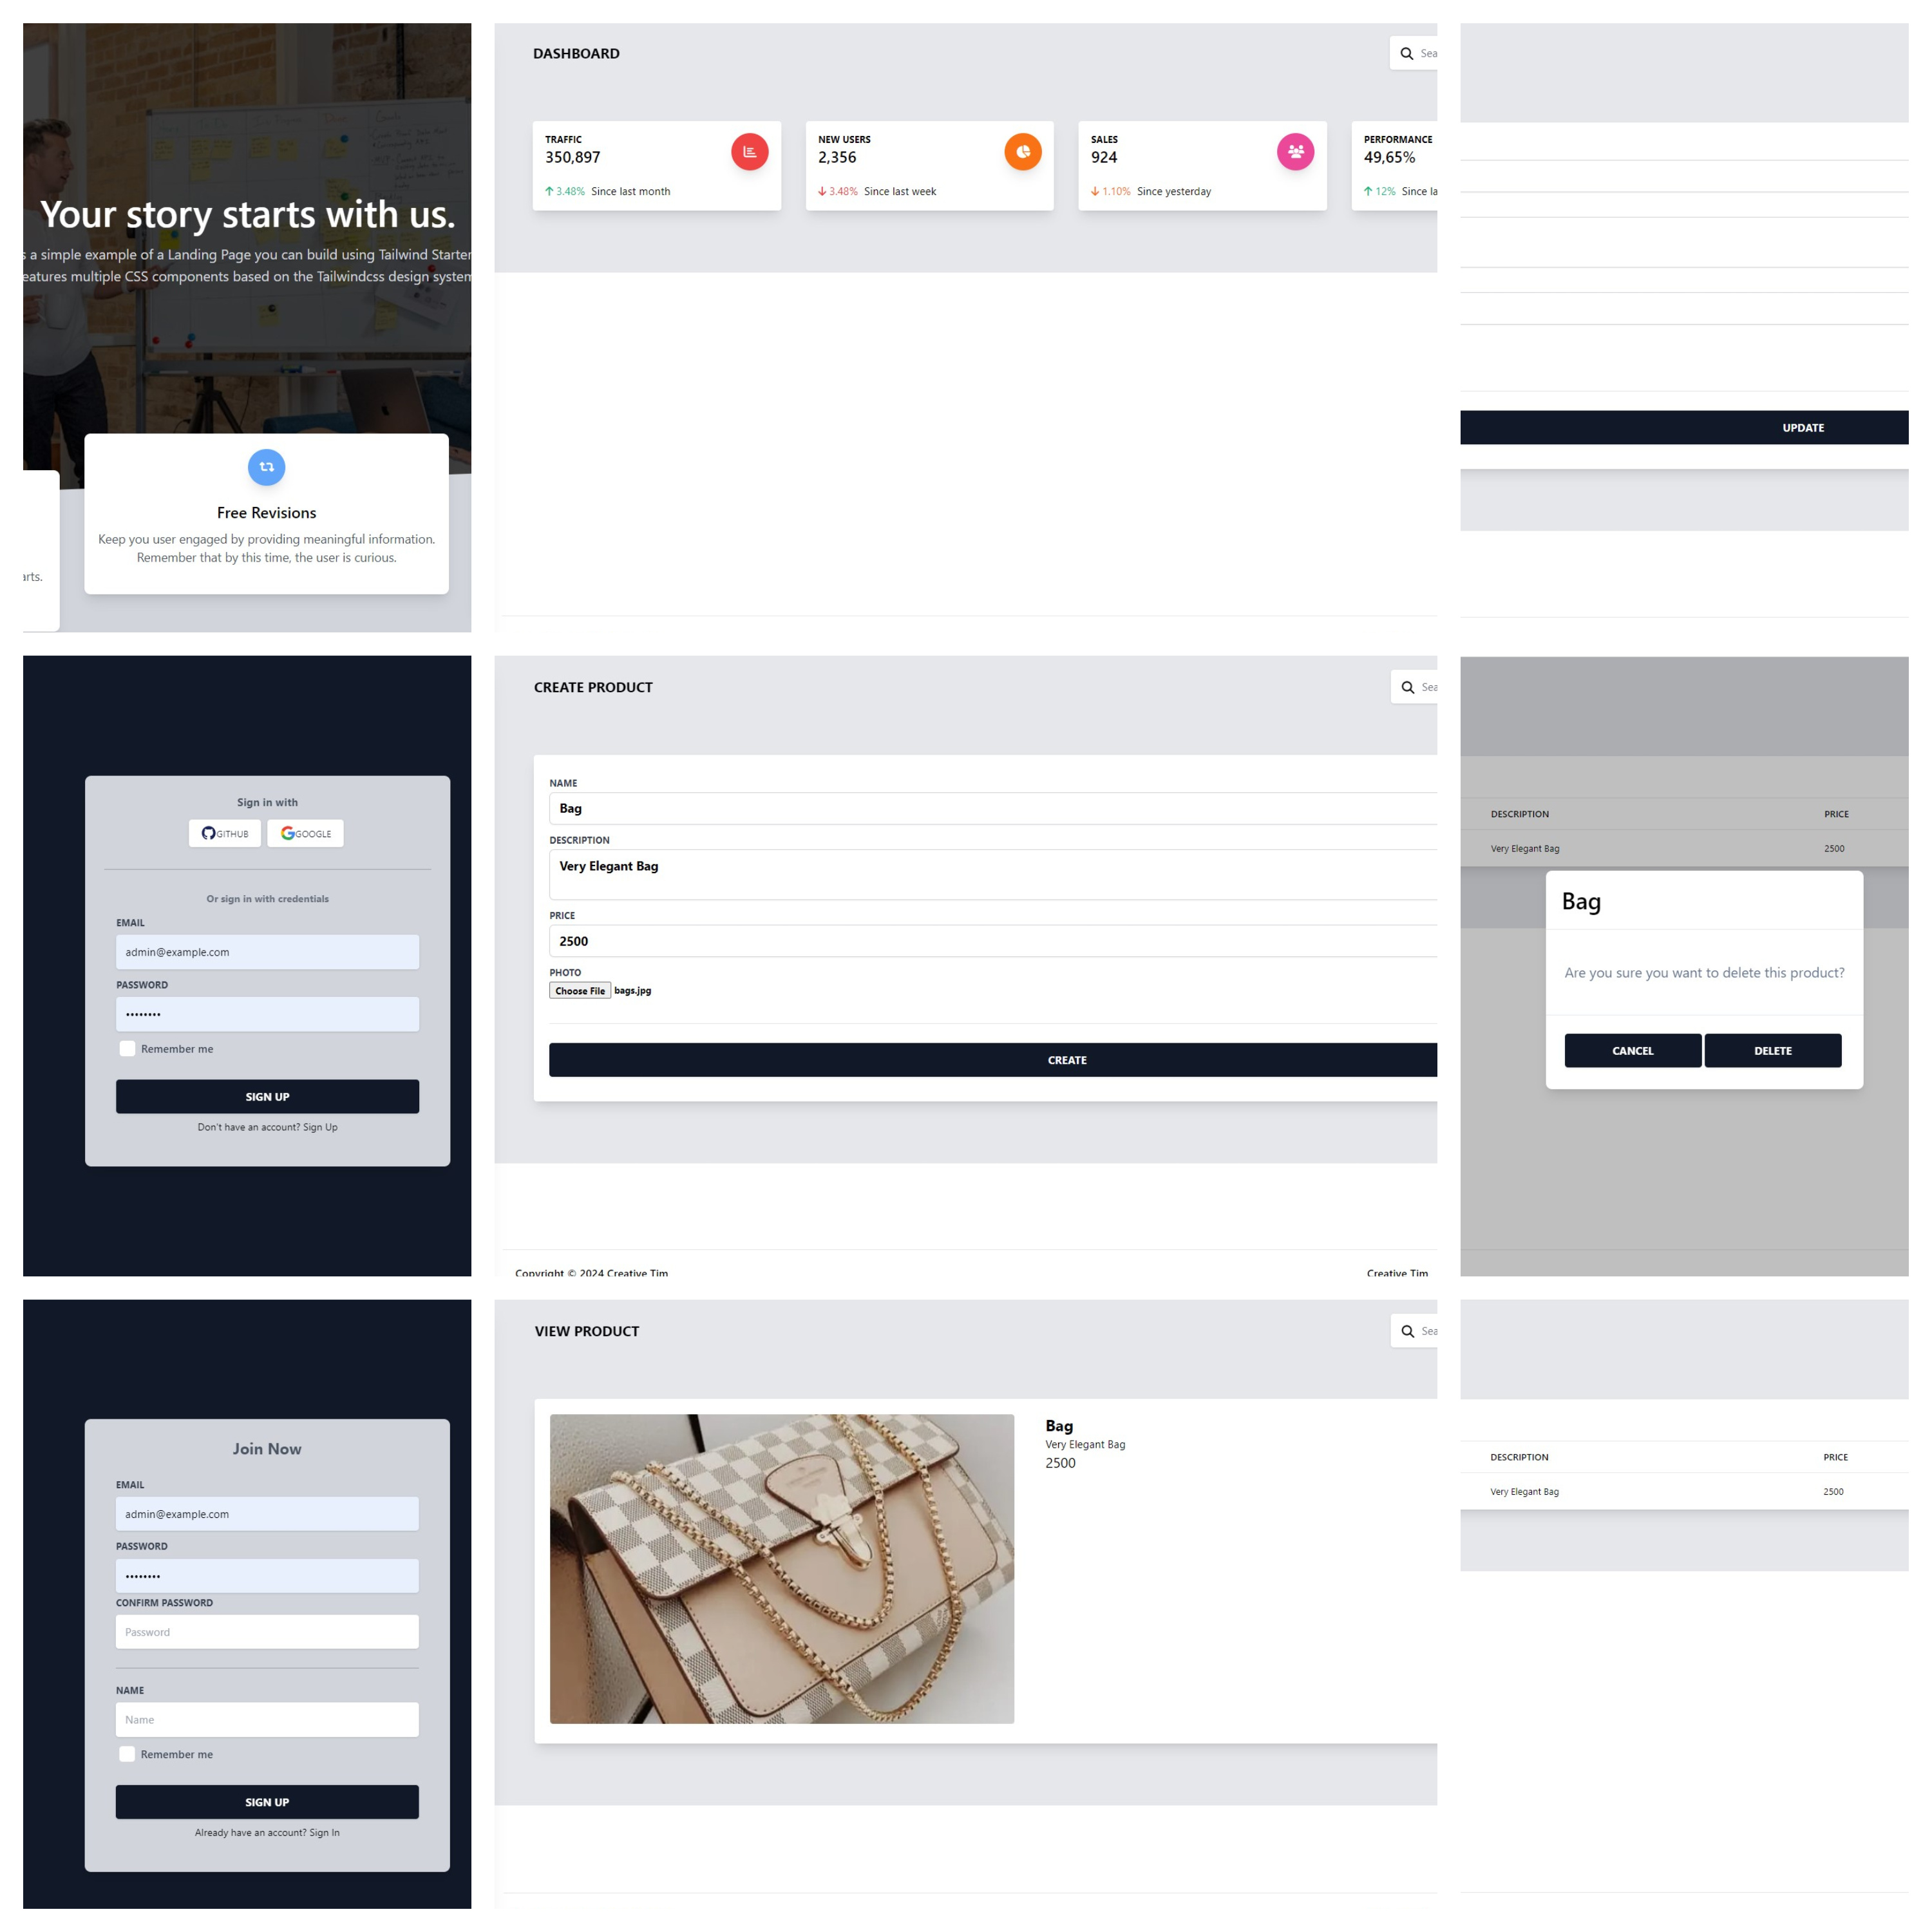 Your story starts with us.
a simple example of a Landing Page you can build using Tailwind Starter
eatures multiple CSS components based on the Tailwindcss design system
Free Revisions
Keep you user engaged by providing meaningful information.
Remember that by this time, the user is curious.
arts.
DASHBOARD
Sea
TRAFFIC
350,897
3.48% Since last month
NEW USERS
2,356
3.48% Since last week
SALES
924
1.10% Since yesterday
PERFORMANCE
49,65%
12% Since la
UPDATE
Sign in with
GITHUB
GOOGLE
Or sign in with credentials
EMAIL
admin@example.com
PASSWORD
••••••••
Remember me
SIGN UP
Don't have an account? Sign Up
CREATE PRODUCT
Sea
NAME
Bag
DESCRIPTION
Very Elegant Bag
PRICE
2500
PHOTO
Choose File bags.jpg
CREATE
Copyright © 2024 Creative Tim
Creative Tim
DESCRIPTION PRICE
Very Elegant Bag 2500
Bag
Are you sure you want to delete this product?
CANCEL DELETE
Join Now
EMAIL
admin@example.com
PASSWORD
••••••••
CONFIRM PASSWORD
Password
NAME
Name
Remember me
SIGN UP
Already have an account? Sign In
VIEW PRODUCT
Sea
Bag
Very Elegant Bag
2500
DESCRIPTION PRICE
Very Elegant Bag 2500